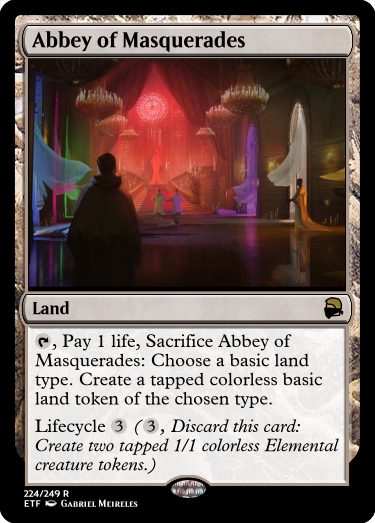 Abbey of Masquerades
Land
, Pay 1 life, Sacrifice Abbey of
Masquerades: Choose a basic land
type. Create a tapped colorless basic
land token of the chosen type.
Lifecycle 3 (3, Discard this card:
Create two tapped 1/1 colorless Elemental
creature tokens.)
224/249 R
ETF Gabriel Meireles